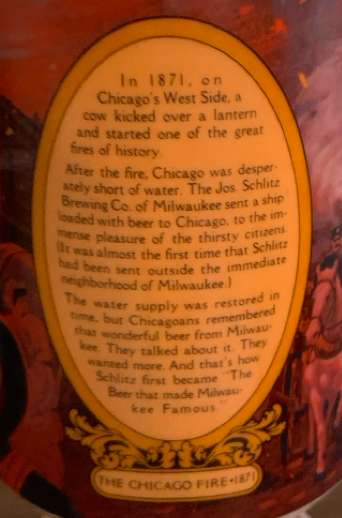 In 1871, on
Chicago's West Side, a
cow kicked over a lantern
and started one of the great
fires of history.
After the fire, Chicago was desper-
ately short of water. The Jos. Schlitz
Brewing Co. of Milwaukee sent a ship
loaded with beer to Chicago, to the im-
mense pleasure of the thirsty citizens.
(It was almost the first time that Schlitz
had been sent outside the immediate
neighborhood of Milwaukee.)
The water supply was restored in
time, but Chicagoans remembered
that wonderful beer from Milwau-
kee. They talked about it. They
wanted more. And that's how
Schlitz first became "The
Beer that made Milwau-
kee Famous."
THE CHICAGO FIRE•1871